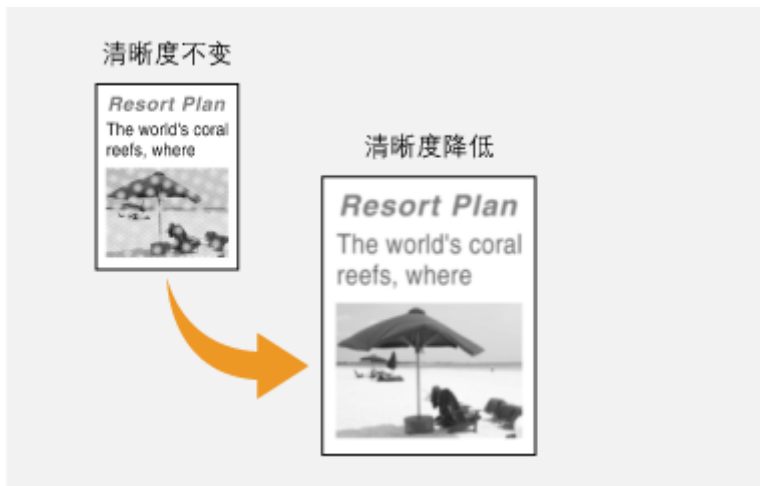 清晰度不变
Resort Plan
The world's coral
reefs, where
清晰度降低
Resort Plan
The world's coral
reefs, where